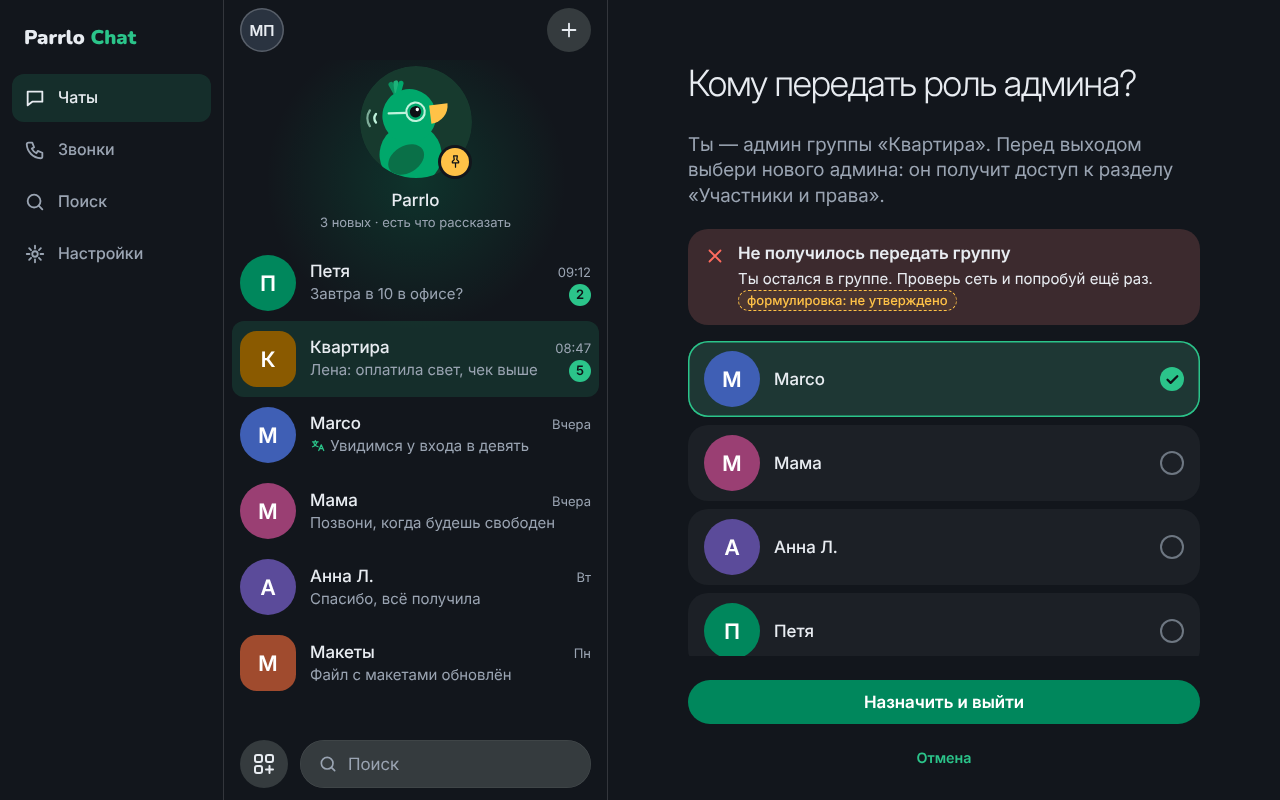 Parrlo Chat
Чаты
Звонки
Поиск
Настройки
МП
Parrlo
3 новых · есть что рассказать
П
Петя
09:12
Завтра в 10 в офисе?
2
К
Квартира
08:47
Лена: оплатила свет, чек выше
5
M
Marco
Вчера
Увидимся у входа в девять
М
Мама
Вчера
Позвони, когда будешь свободен
А
Анна Л.
Вт
Спасибо, всё получила
М
Макеты
Пн
Файл с макетами обновлён
Поиск
Кому передать роль админа?
Ты — админ группы «Квартира». Перед выходом
выбери нового админа: он получит доступ к разделу
«Участники и права».
Не получилось передать группу
Ты остался в группе. Проверь сеть и попробуй ещё раз.
формулировка: не утверждено
M
Marco
М
Мама
А
Анна Л.
П
Петя
Назначить и выйти
Отмена